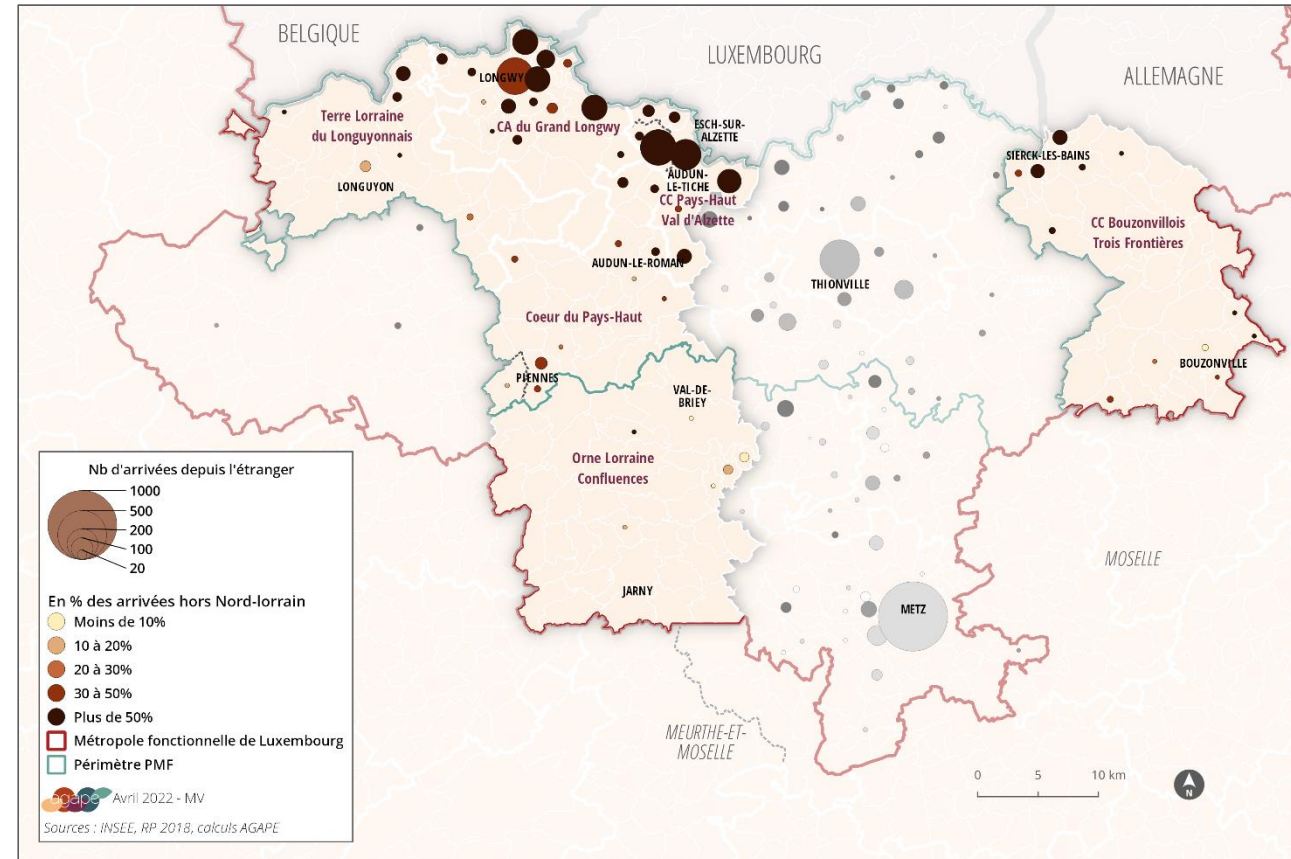 BELGIQUE
LUXEMBOURG
ALLEMAGNE
LONGWY
Terre Lorraine
du Longuyonnais
CA du Grand Longwy
ESCH-SUR-
ALZETTE
SIERCK-LES-BAINS
LONGUYON
AUDUN-
LE-TICHE
CC Pays-Haut
Val d'Alzette
CC Bouzonvillois
Trois Frontières
AUDUN-LE-ROMAN
THIONVILLE
Coeur du Pays-Haut
PIENNES
BOUZONVILLE
VAL-DE-
BRIEY
Orne Lorraine
Confluences
MOSELLE
JARNY
METZ
MEURTHE-ET-
MOSELLE
Nb d'arrivées depuis l'étranger
1000
500
200
100
20
En % des arrivées hors Nord-lorrain
Moins de 10%
10 à 20%
20 à 30%
30 à 50%
Plus de 50%
Métropole fonctionnelle de Luxembourg
Périmètre PMF
agape Avril 2022 - MV
Sources : INSEE, RP 2018, calculs AGAPE
0 5 10 km
N